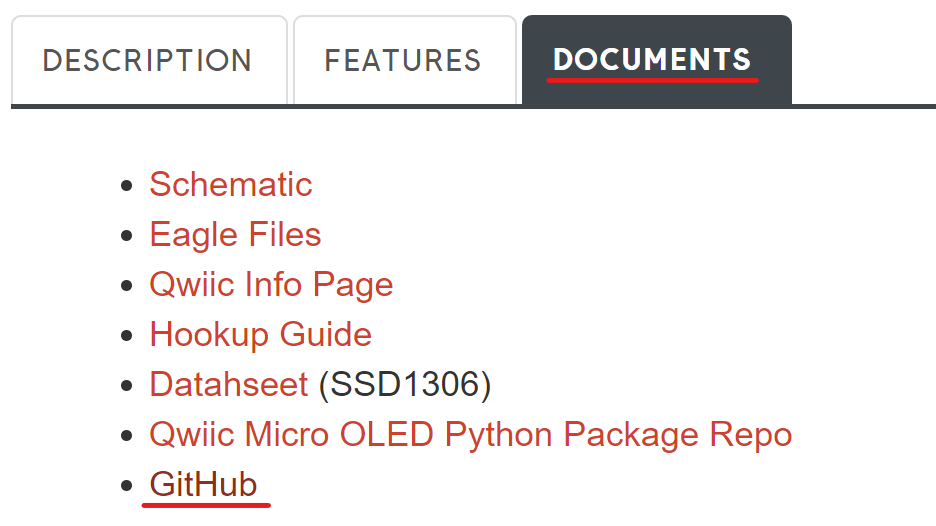 DESCRIPTION FEATURES DOCUMENTS
Schematic
Eagle Files
Qwiic Info Page
Hookup Guide
Datahseet (SSD1306)
Qwiic Micro OLED Python Package Repo
GitHub